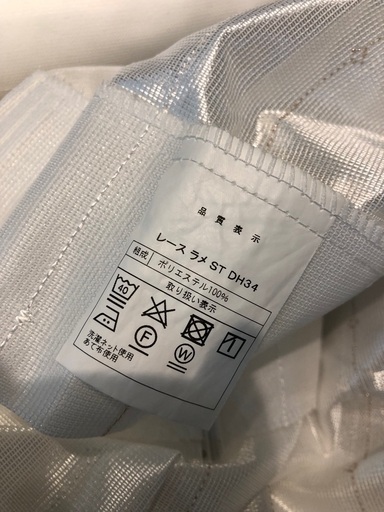 品質表示
レース ラメ ST DH34
組成 ポリエステル100%
取り扱い表示
40
F W
洗濯ネット使用
あて布使用